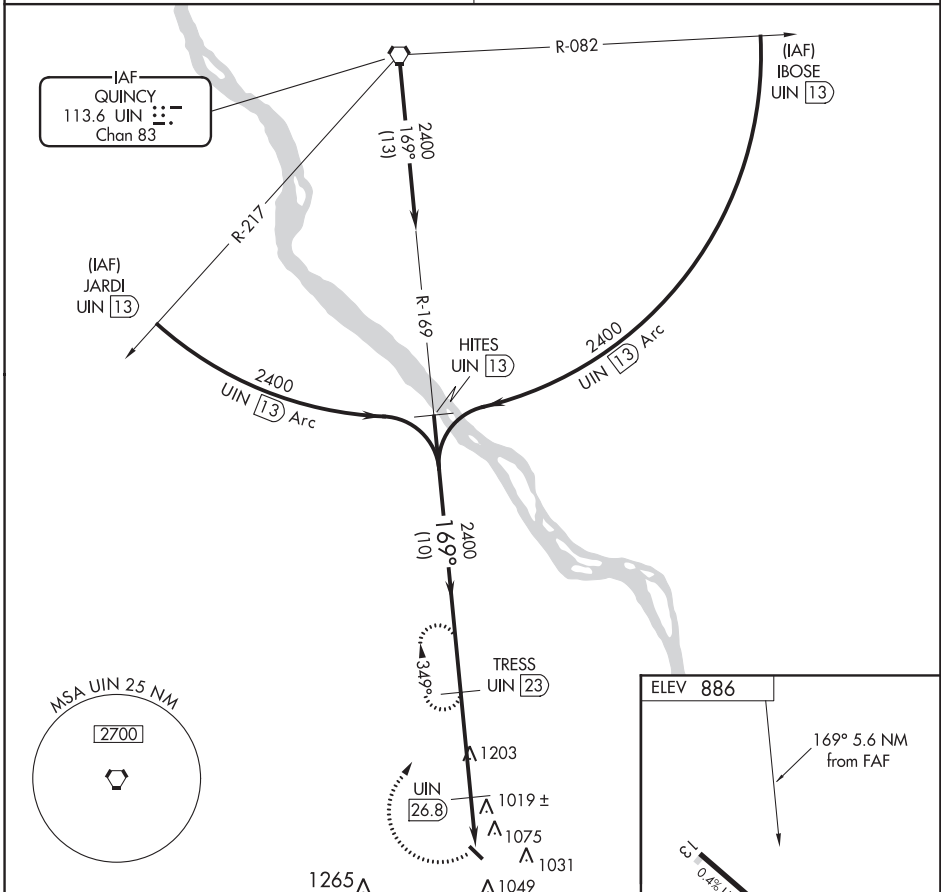 R-082
(IAF)
IBOSE
UIN 13
IAF
QUINCY
113.6 UIN
Chan 83
2400
169°
(13)
R-217
(IAF)
JARDI
UIN 13
R-169
HITES
UIN 13
2400
UIN 13 Arc
2400
UIN 13 Arc
2400
169°
(10)
349°
TRESS
UIN 23
MSA UIN 25 NM
2700
1203
UIN
26.8
1019 ±
1075
1031
1265
1049
ELEV 886
169° 5.6 NM
from FAF
13
0.4%